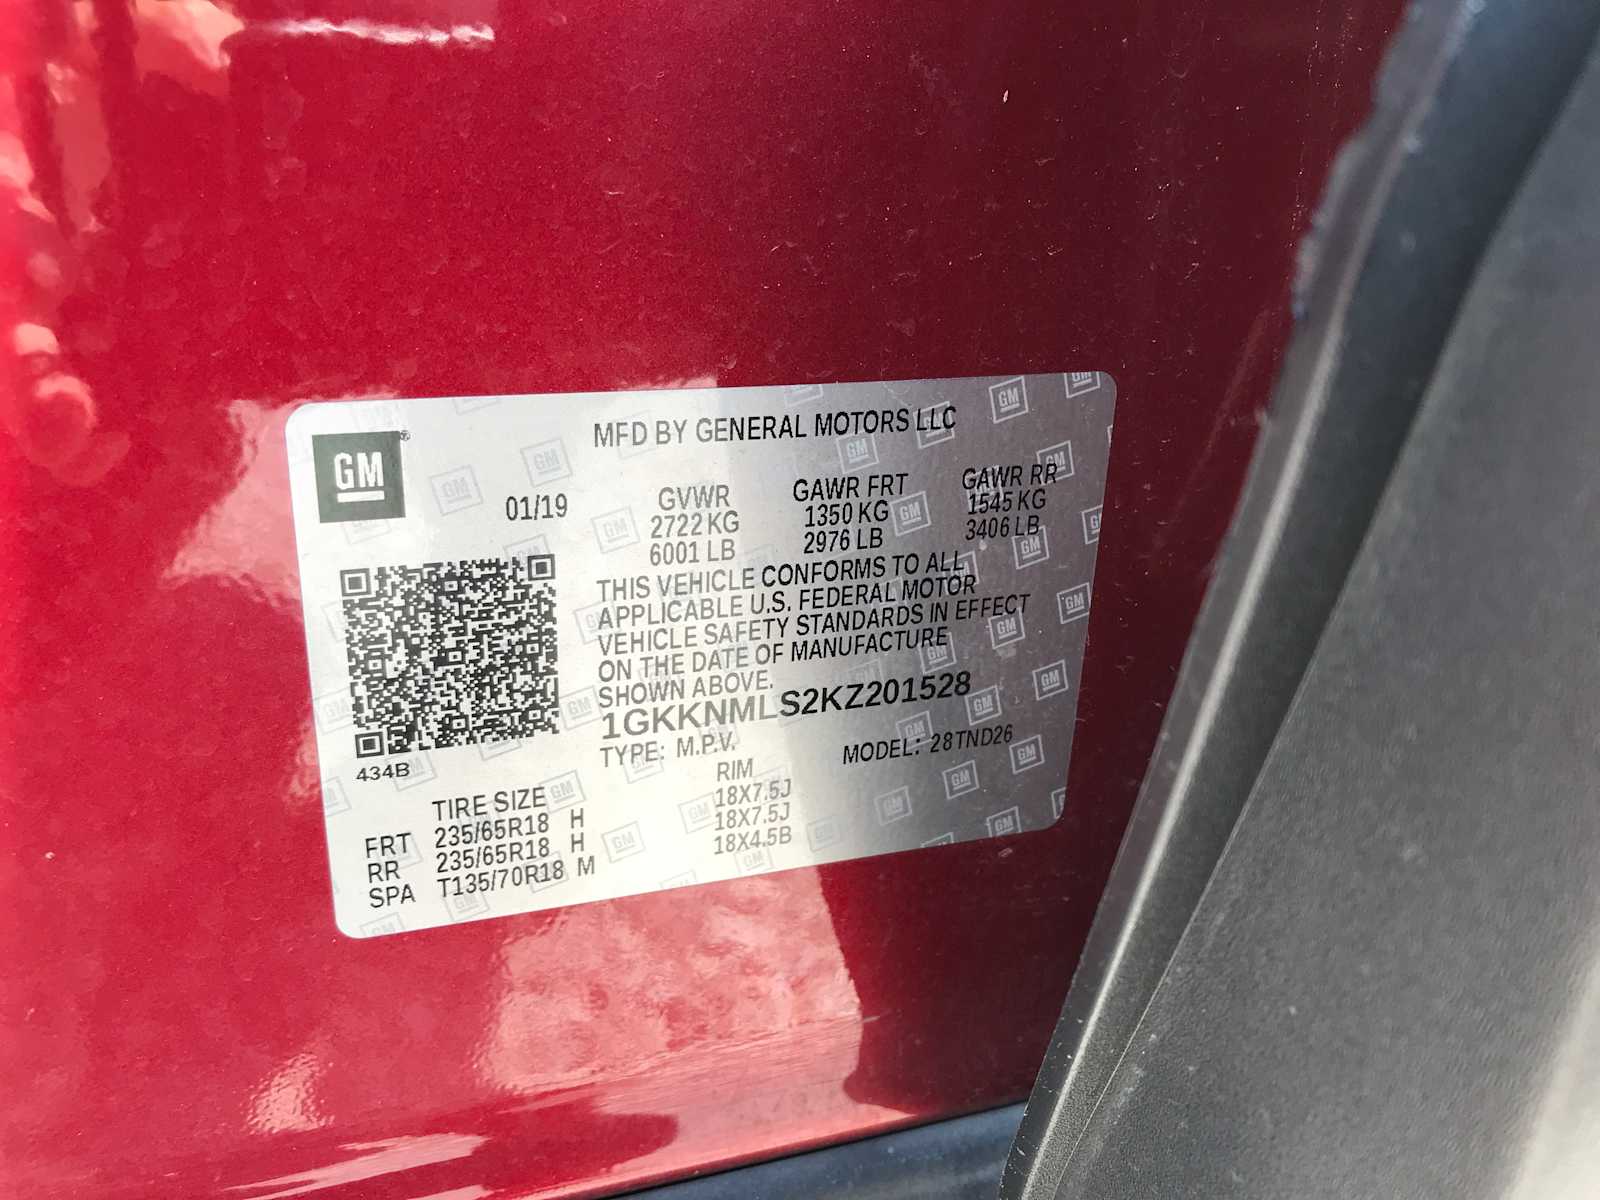 GM
MFD BY GENERAL MOTORS LLC
01/19
GVWR GAWR FRT GAWR RR
2722 KG 1350 KG 1545 KG
6001 LB 2976 LB 3406 LB
THIS VEHICLE CONFORMS TO ALL
APPLICABLE U.S. FEDERAL MOTOR
VEHICLE SAFETY STANDARDS IN EFFECT
ON THE DATE OF MANUFACTURE
SHOWN ABOVE.
1GKKNMLS2KZ201528
TYPE: M.P.V. MODEL: 28TND26
434B
TIRE SIZE RIM
FRT 235/65R18 H 18X7.5J
RR 235/65R18 H 18X7.5J
SPA T135/70R18 M 18X4.5B